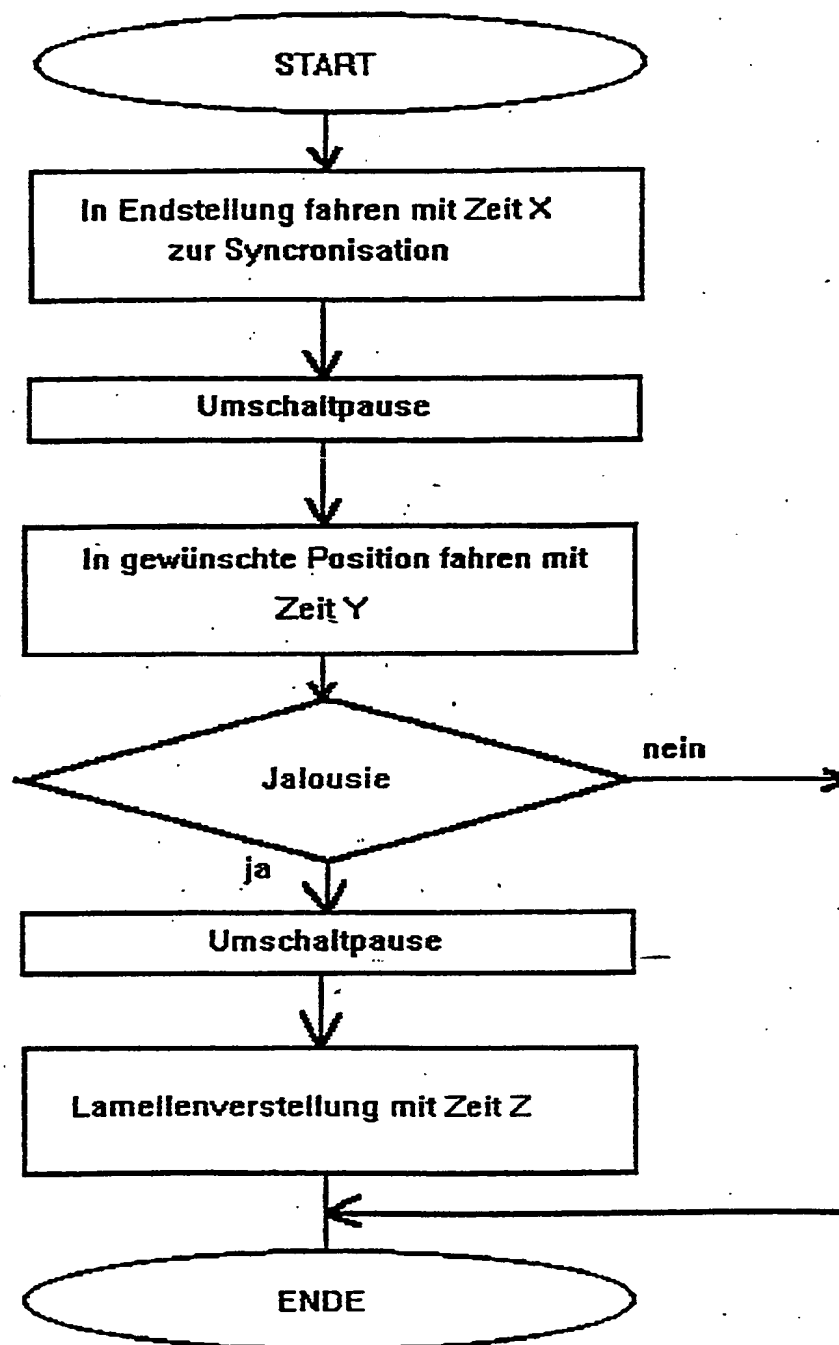 START
In Endstellung fahren mit Zeit X
zur Syncronisation
Umschaltpause
In gewünschte Position fahren mit
Zeit Y
Jalousie
nein
ja
Umschaltpause
Lamellenverstellung mit Zeit Z
ENDE